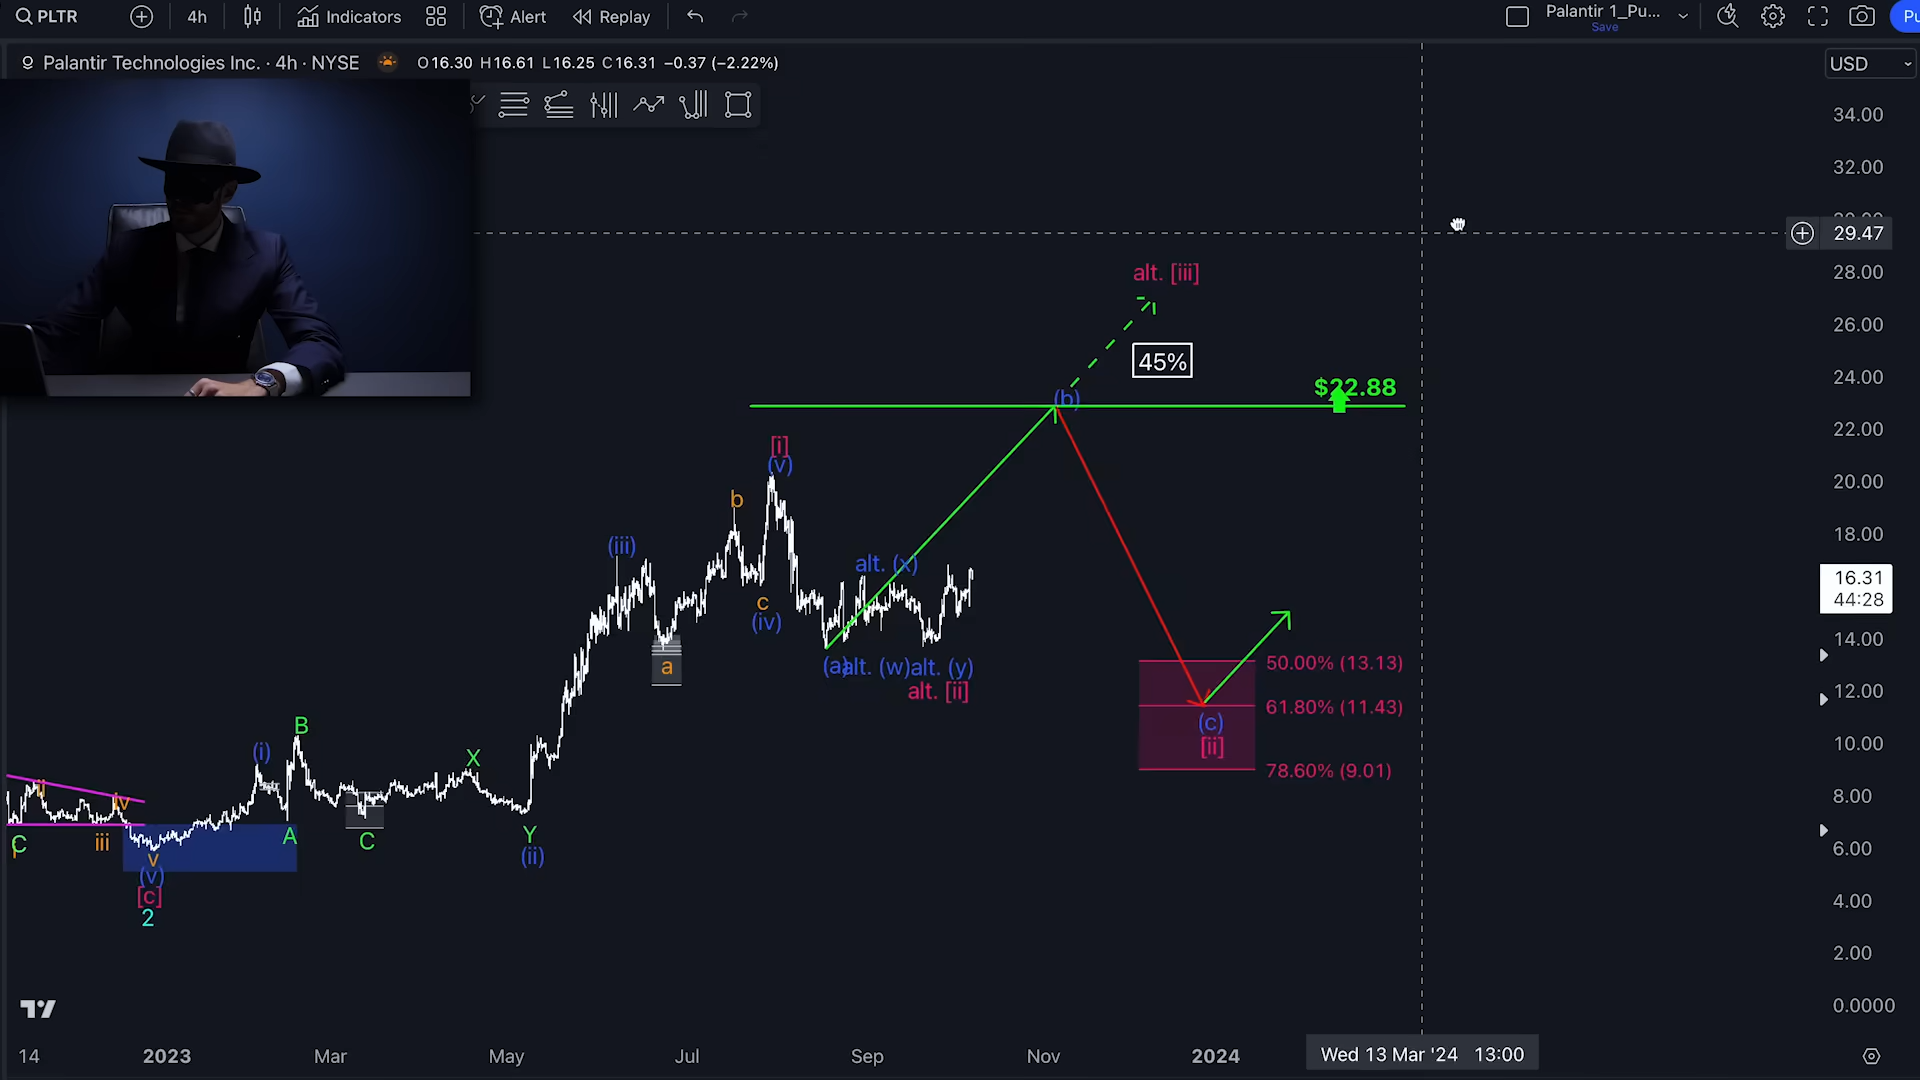 PLTR 4h Indicators Alert Replay Palantir 1_Pu... Pu
Save
Palantir Technologies Inc. · 4h · NYSE O16.30 H16.61 L16.25 C16.31 −0.37 (−2.22%) USD
34.00
32.00
29.47
alt. [iii] 28.00
26.00
45%
$22.88 24.00
(b)
22.00
[i]
(v)
20.00
b
18.00
(iii)
alt. (x)
16.31
44:28
c
(iv)
14.00
a (a) alt. (w) alt. (y) 50.00% (13.13)
alt. [ii] 12.00
61.80% (11.43)
B (c)
(i) X [ii] 10.00
78.60% (9.01)
ii iv 8.00
C iii A C Y 6.00
v (ii)
(v)
[c] 4.00
2
2.00
0.0000
14 2023 Mar May Jul Sep Nov 2024 Wed 13 Mar '24 13:00